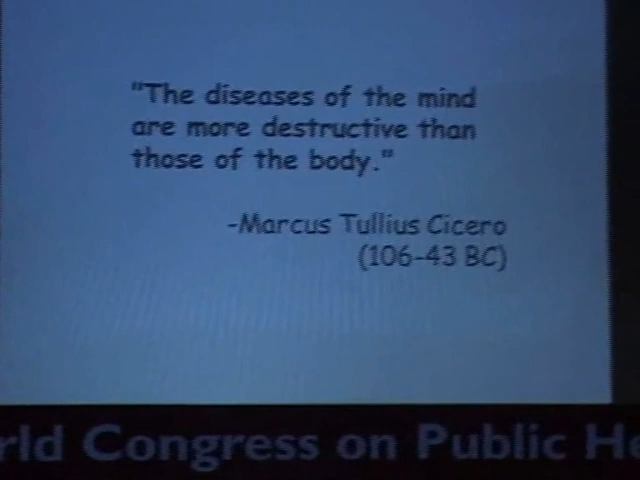 "The diseases of the mind
are more destructive than
those of the body."
-Marcus Tullius Cicero
(106-43 BC)
rld Congress on Public He